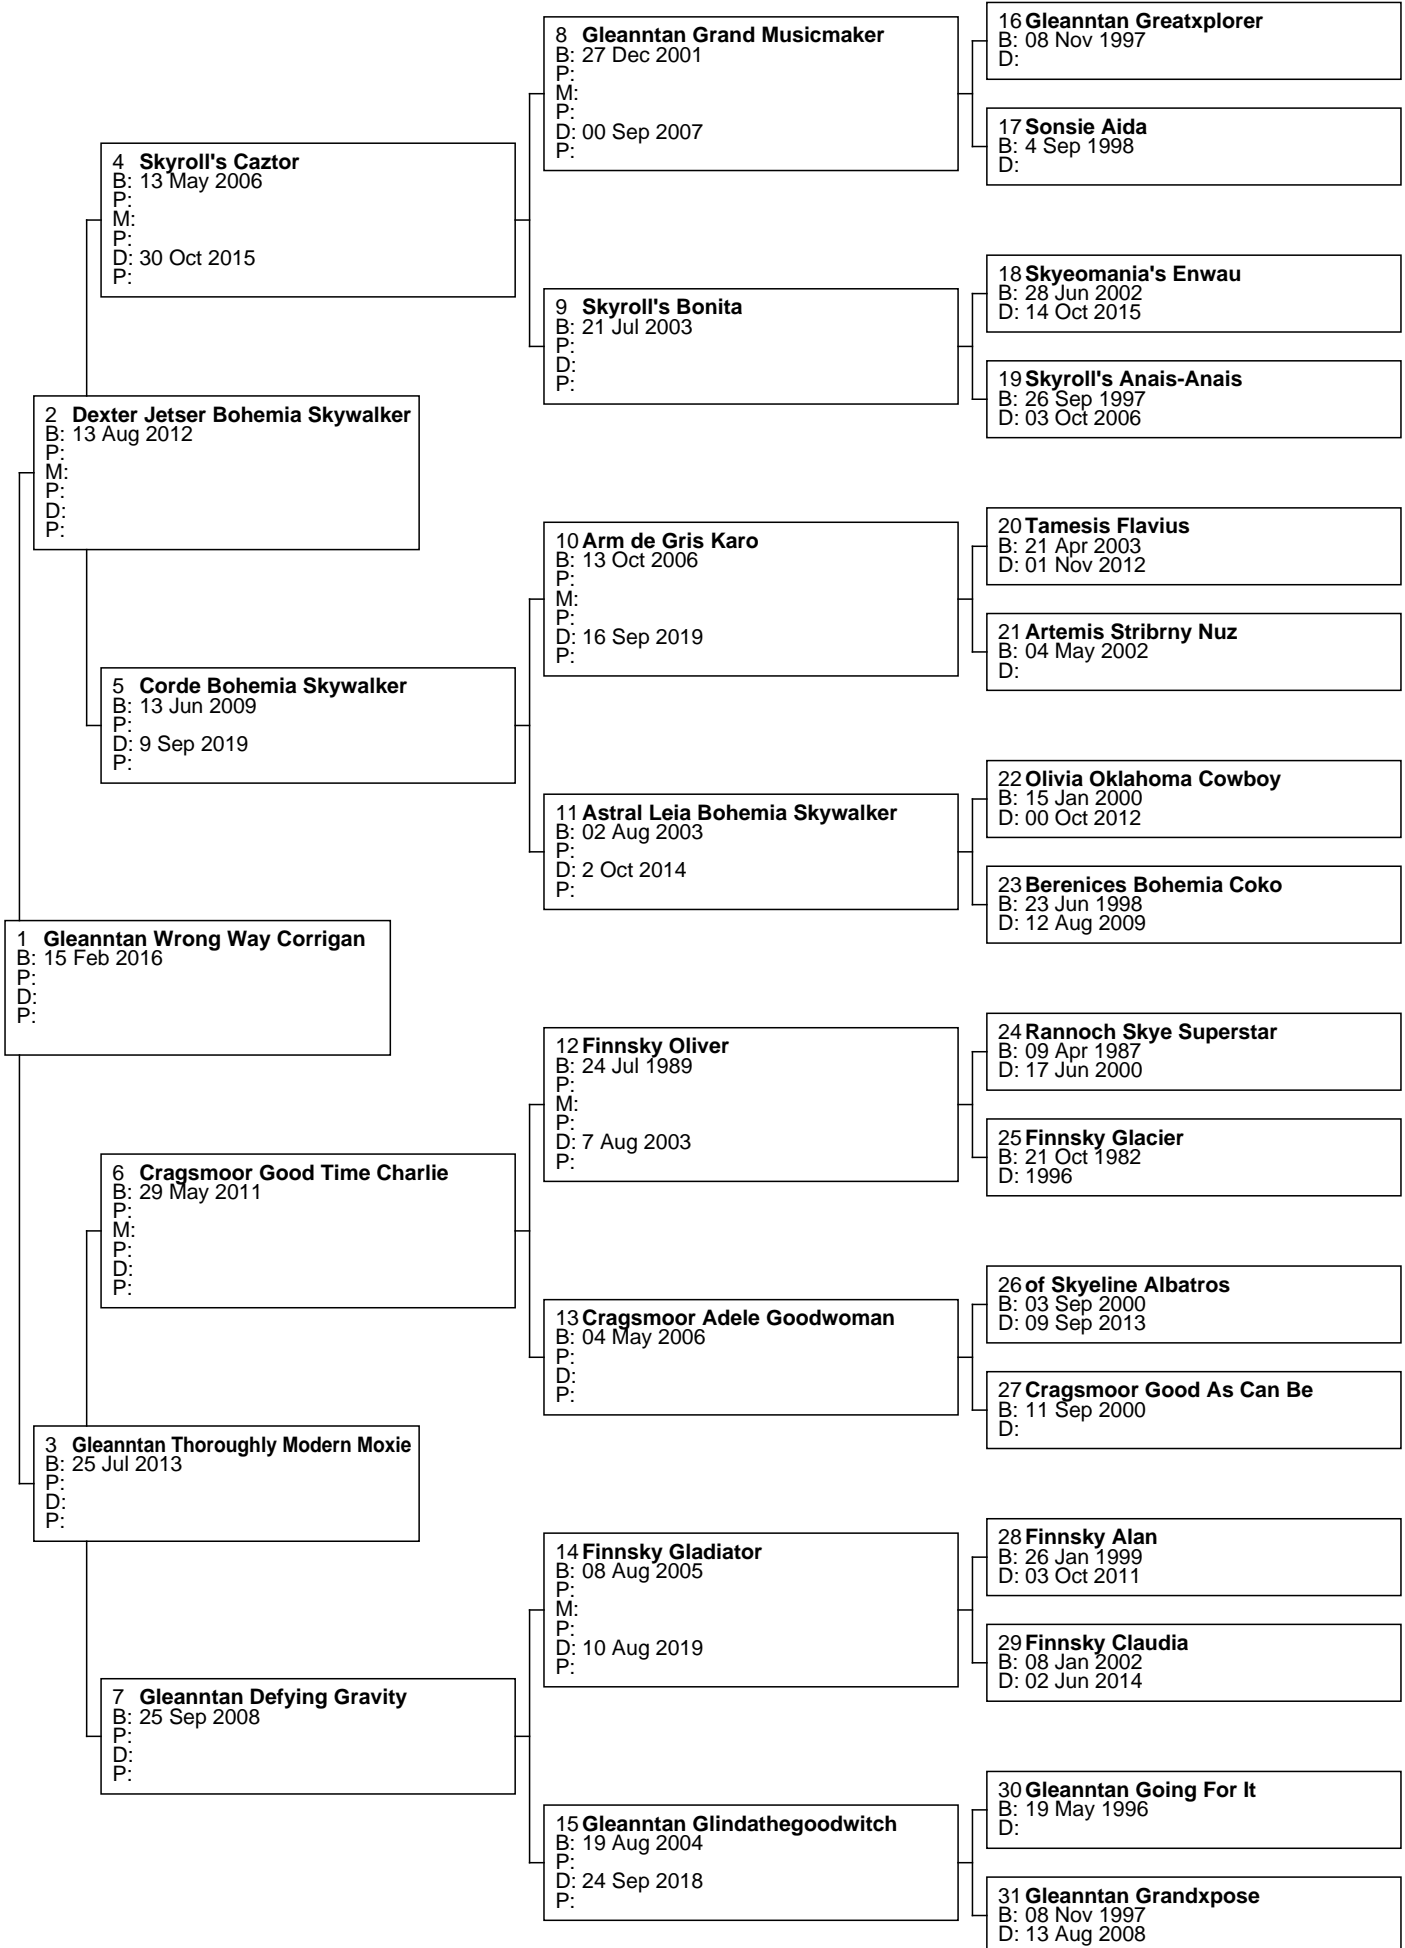 8 Gleanntan Grand Musicmaker
B: 27 Dec 2001
P:
M:
P:
D: 00 Sep 2007
P:
16 Gleanntan Greatxplorer
B: 08 Nov 1997
D:
17 Sonsie Aida
B: 4 Sep 1998
D:
4 Skyroll's Caztor
B: 13 May 2006
P:
M:
P:
D: 30 Oct 2015
P:
9 Skyroll's Bonita
B: 21 Jul 2003
P:
D:
P:
18 Skyeomania's Enwau
B: 28 Jun 2002
D: 14 Oct 2015
19 Skyroll's Anais-Anais
B: 26 Sep 1997
D: 03 Oct 2006
2 Dexter Jetser Bohemia Skywalker
B: 13 Aug 2012
P:
M:
P:
D:
P:
10 Arm de Gris Karo
B: 13 Oct 2006
P:
M:
P:
D: 16 Sep 2019
P:
20 Tamesis Flavius
B: 21 Apr 2003
D: 01 Nov 2012
21 Artemis Stribrny Nuz
B: 04 May 2002
D:
5 Corde Bohemia Skywalker
B: 13 Jun 2009
P:
D: 9 Sep 2019
P:
11 Astral Leia Bohemia Skywalker
B: 02 Aug 2003
P:
D: 2 Oct 2014
P:
22 Olivia Oklahoma Cowboy
B: 15 Jan 2000
D: 00 Oct 2012
23 Berenices Bohemia Coko
B: 23 Jun 1998
D: 12 Aug 2009
1 Gleanntan Wrong Way Corrigan
B: 15 Feb 2016
P:
D:
P:
12 Finnsky Oliver
B: 24 Jul 1989
P:
M:
P:
D: 7 Aug 2003
P:
24 Rannoch Skye Superstar
B: 09 Apr 1987
D: 17 Jun 2000
25 Finnsky Glacier
B: 21 Oct 1982
D: 1996
6 Cragsmoor Good Time Charlie
B: 29 May 2011
P:
M:
P:
D:
P:
13 Cragsmoor Adele Goodwoman
B: 04 May 2006
P:
D:
P:
26 of Skyeline Albatros
B: 03 Sep 2000
D: 09 Sep 2013
27 Cragsmoor Good As Can Be
B: 11 Sep 2000
D:
3 Gleanntan Thoroughly Modern Moxie
B: 25 Jul 2013
P:
D:
P:
14 Finnsky Gladiator
B: 08 Aug 2005
P:
M:
P:
D: 10 Aug 2019
P:
28 Finnsky Alan
B: 26 Jan 1999
D: 03 Oct 2011
29 Finnsky Claudia
B: 08 Jan 2002
D: 02 Jun 2014
7 Gleanntan Defying Gravity
B: 25 Sep 2008
P:
D:
P:
15 Gleanntan Glindathegoodwitch
B: 19 Aug 2004
P:
D: 24 Sep 2018
P:
30 Gleanntan Going For It
B: 19 May 1996
D:
31 Gleanntan Grandxpose
B: 08 Nov 1997
D: 13 Aug 2008